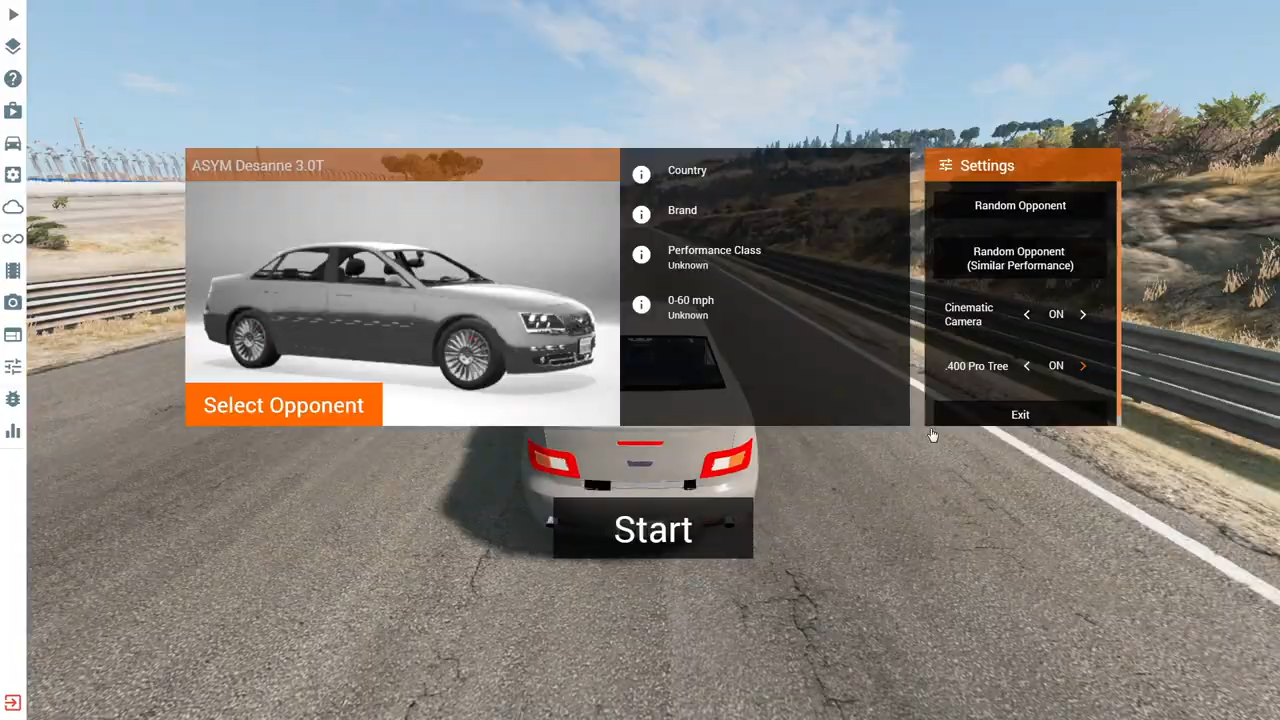 ASYM Desanne 3.0T
Select Opponent
Country
Brand
Performance Class
Unknown
0-60 mph
Unknown
Settings
Random Opponent
Random Opponent
(Similar Performance)
Cinematic
Camera
ON
.400 Pro Tree
ON
Exit
Start